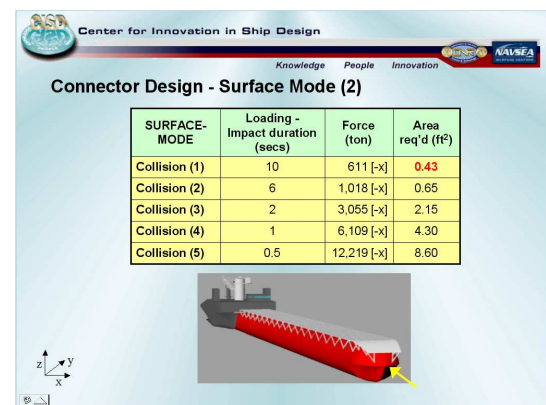 Center for Innovation in Ship Design
NAVSEA
Knowledge People Innovation
Connector Design - Surface Mode (2)
SURFACE-MODE Loading - Impact duration (secs) Force (ton) Area req'd (ft²)
Collision (1) 10 611 [-x] 0.43
Collision (2) 6 1,018 [-x] 0.65
Collision (3) 2 3,055 [-x] 2.15
Collision (4) 1 6,109 [-x] 4.30
Collision (5) 0.5 12,219 [-x] 8.60
z y
x